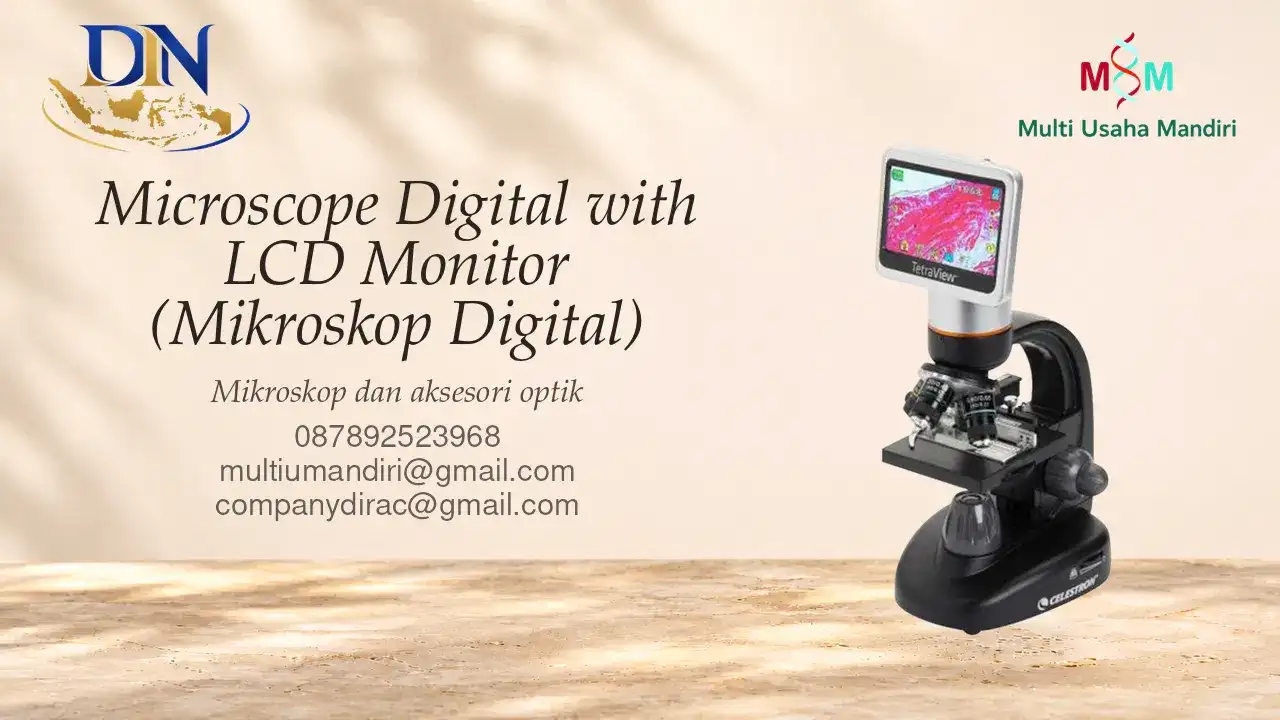 DIN
M M
Multi Usaha Mandiri
Microscope Digital with
LCD Monitor
(Mikroskop Digital)
Mikroskop dan aksesori optik
087892523968
multiumandiri@gmail.com
companydirac@gmail.com
TetraView
CELESTRON